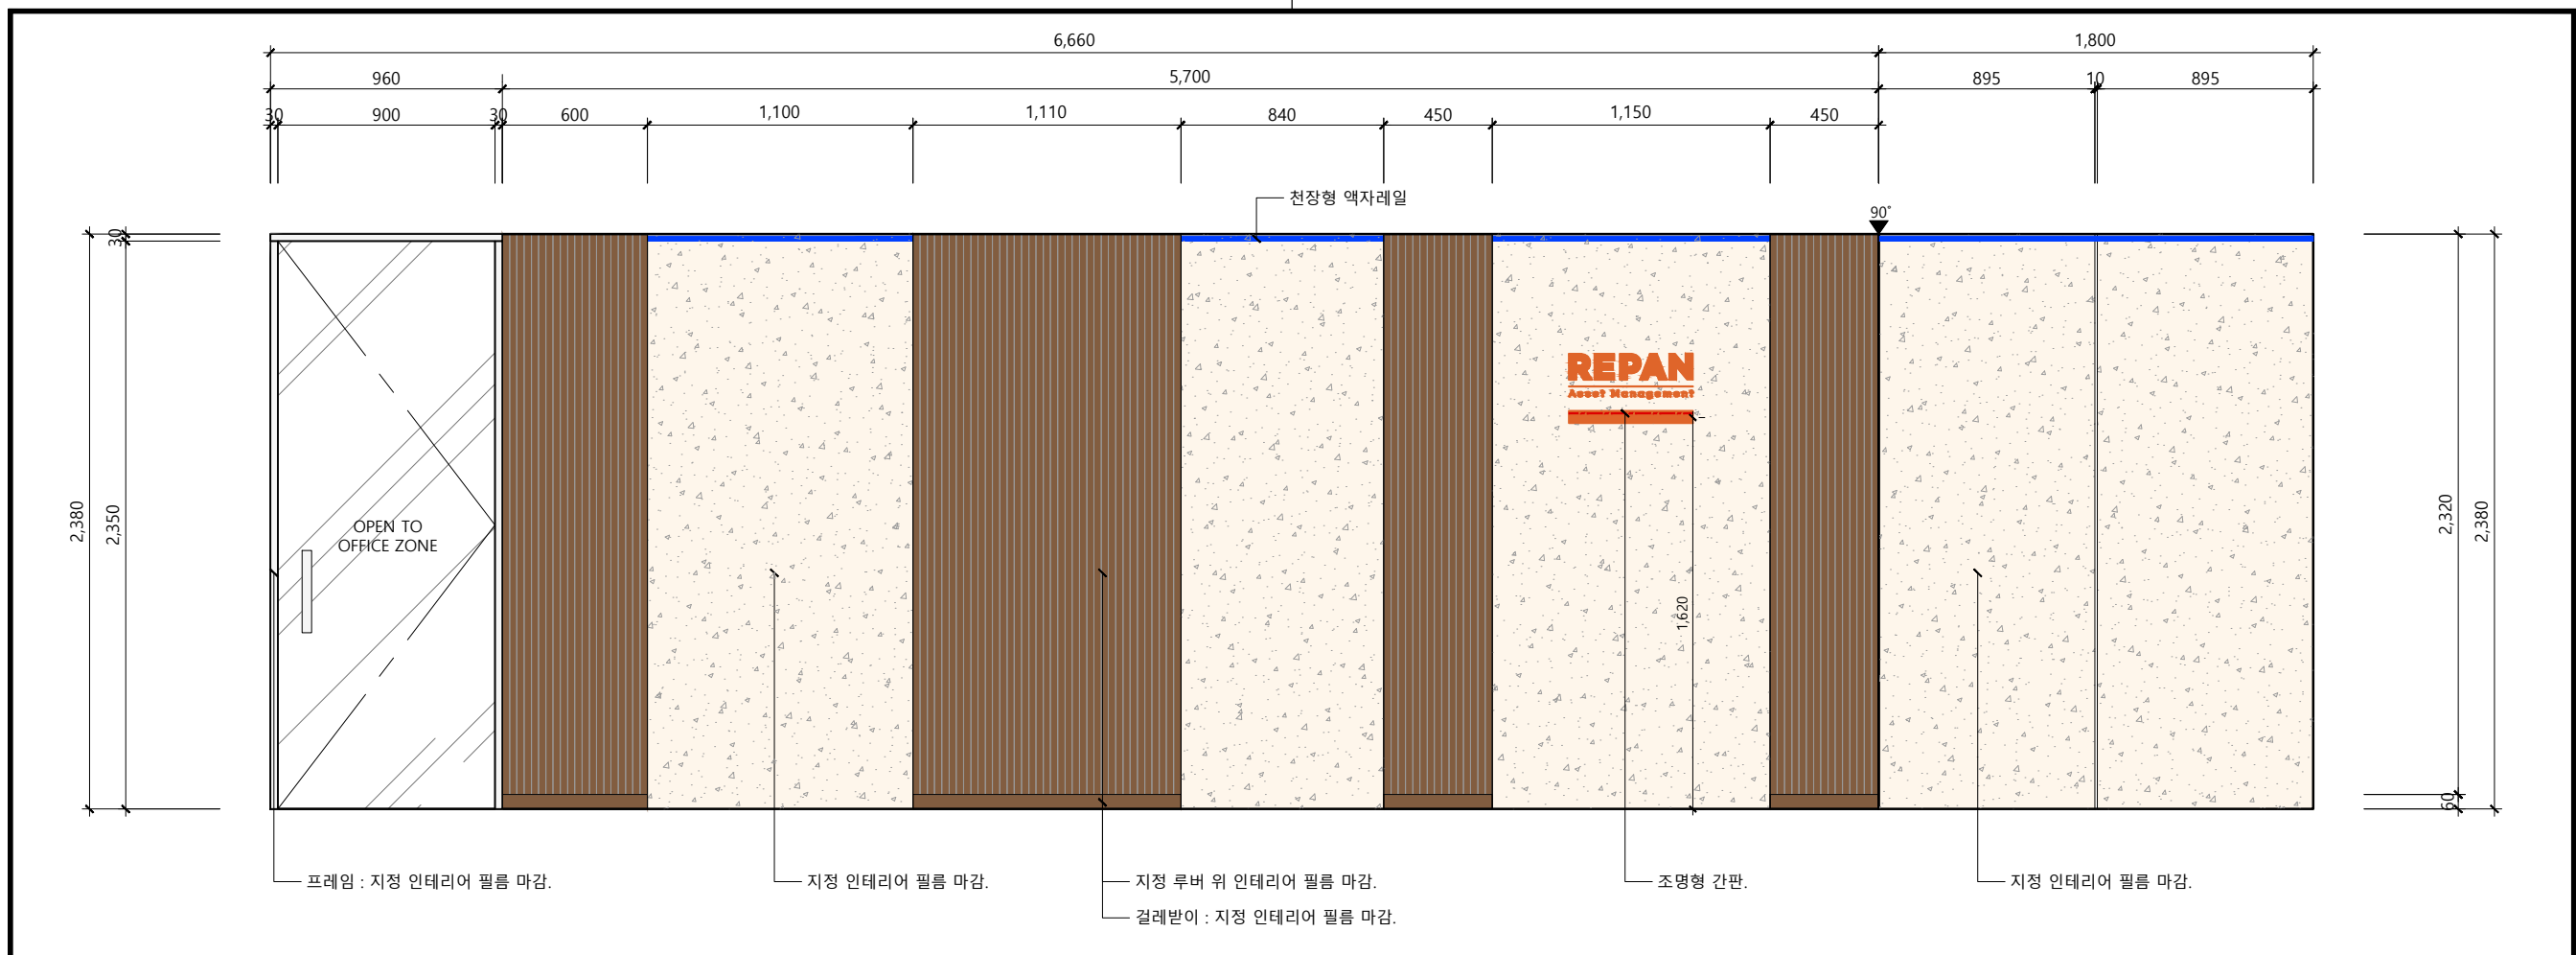 6,660
1,800
960
5,700
895
10
895
30
900
30
600
1,100
1,110
840
450
1,150
450
천장형 액자레일
90°
30
2,380
2,350
OPEN TO
OFFICE ZONE
REPAN
Asset Management
1,620
2,320
2,380
60
프레임 : 지정 인테리어 필름 마감.
지정 인테리어 필름 마감.
지정 루버 위 인테리어 필름 마감.
조명형 간판.
지정 인테리어 필름 마감.
걸레받이 : 지정 인테리어 필름 마감.